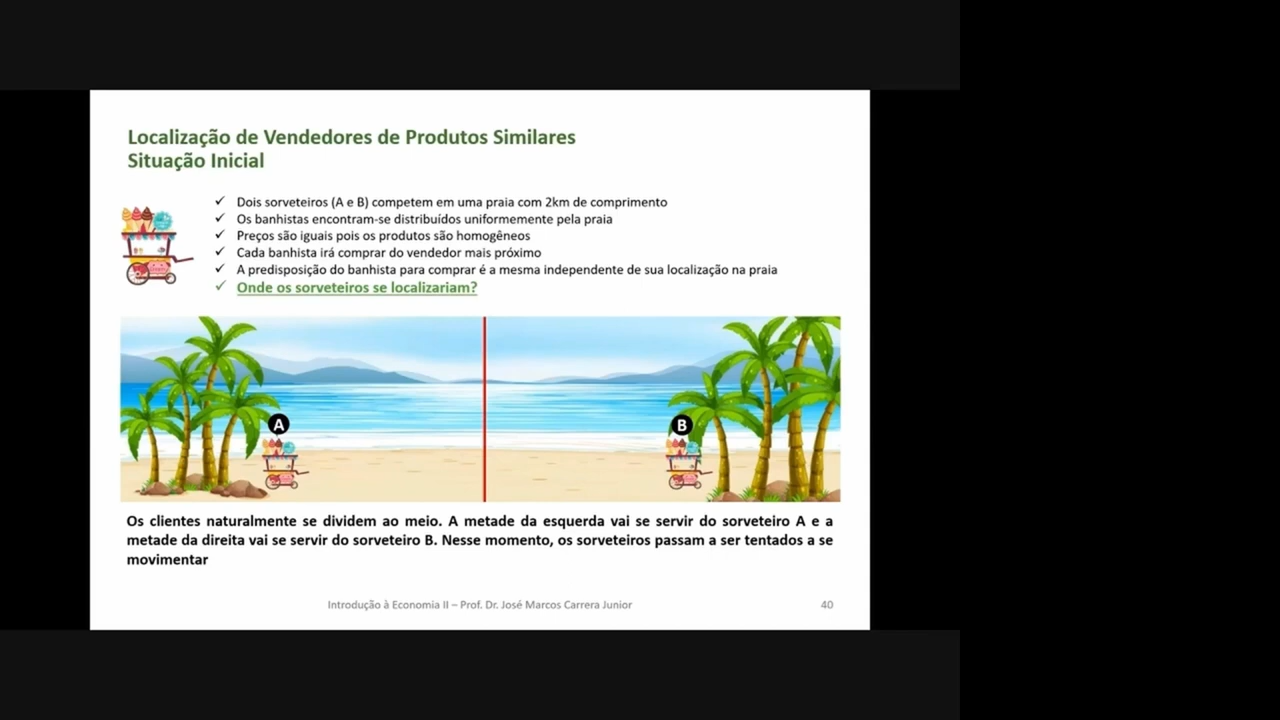 Localização de Vendedores de Produtos Similares
Situação Inicial
✓ Dois sorveteiros (A e B) competem em uma praia com 2km de comprimento
✓ Os banhistas encontram-se distribuídos uniformemente pela praia
✓ Preços são iguais pois os produtos são homogêneos
✓ Cada banhista irá comprar do vendedor mais próximo
✓ A predisposição do banhista para comprar é a mesma independente de sua localização na praia
✓ Onde os sorveteiros se localizariam?
A
B
Os clientes naturalmente se dividem ao meio. A metade da esquerda vai se servir do sorveteiro A e a
metade da direita vai se servir do sorveteiro B. Nesse momento, os sorveteiros passam a ser tentados a se
movimentar
Introdução à Economia II – Prof. Dr. José Marcos Carrera Junior
40